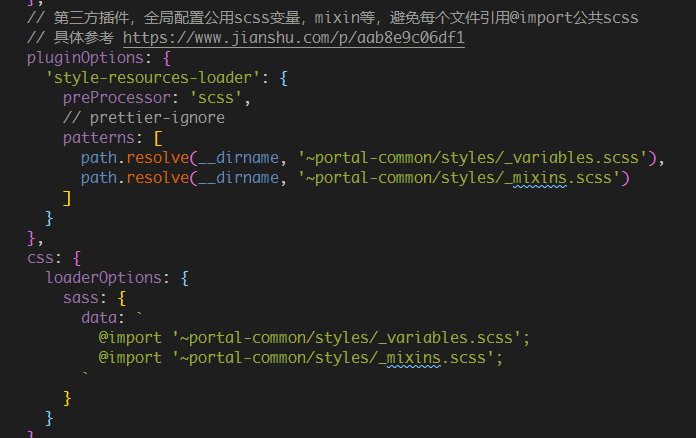 },
// 第三方插件，全局配置公用scss变量，mixin等，避免每个文件引用@import公共scss
// 具体参考 https://www.jianshu.com/p/aab8e9c06df1
pluginOptions: {
'style-resources-loader': {
preProcessor: 'scss',
// prettier-ignore
patterns: [
path.resolve(__dirname, '~portal-common/styles/_variables.scss'),
path.resolve(__dirname, '~portal-common/styles/_mixins.scss')
]
}
},
css: {
loaderOptions: {
sass: {
data: `
@import '~portal-common/styles/_variables.scss';
@import '~portal-common/styles/_mixins.scss';
`
}
}
}